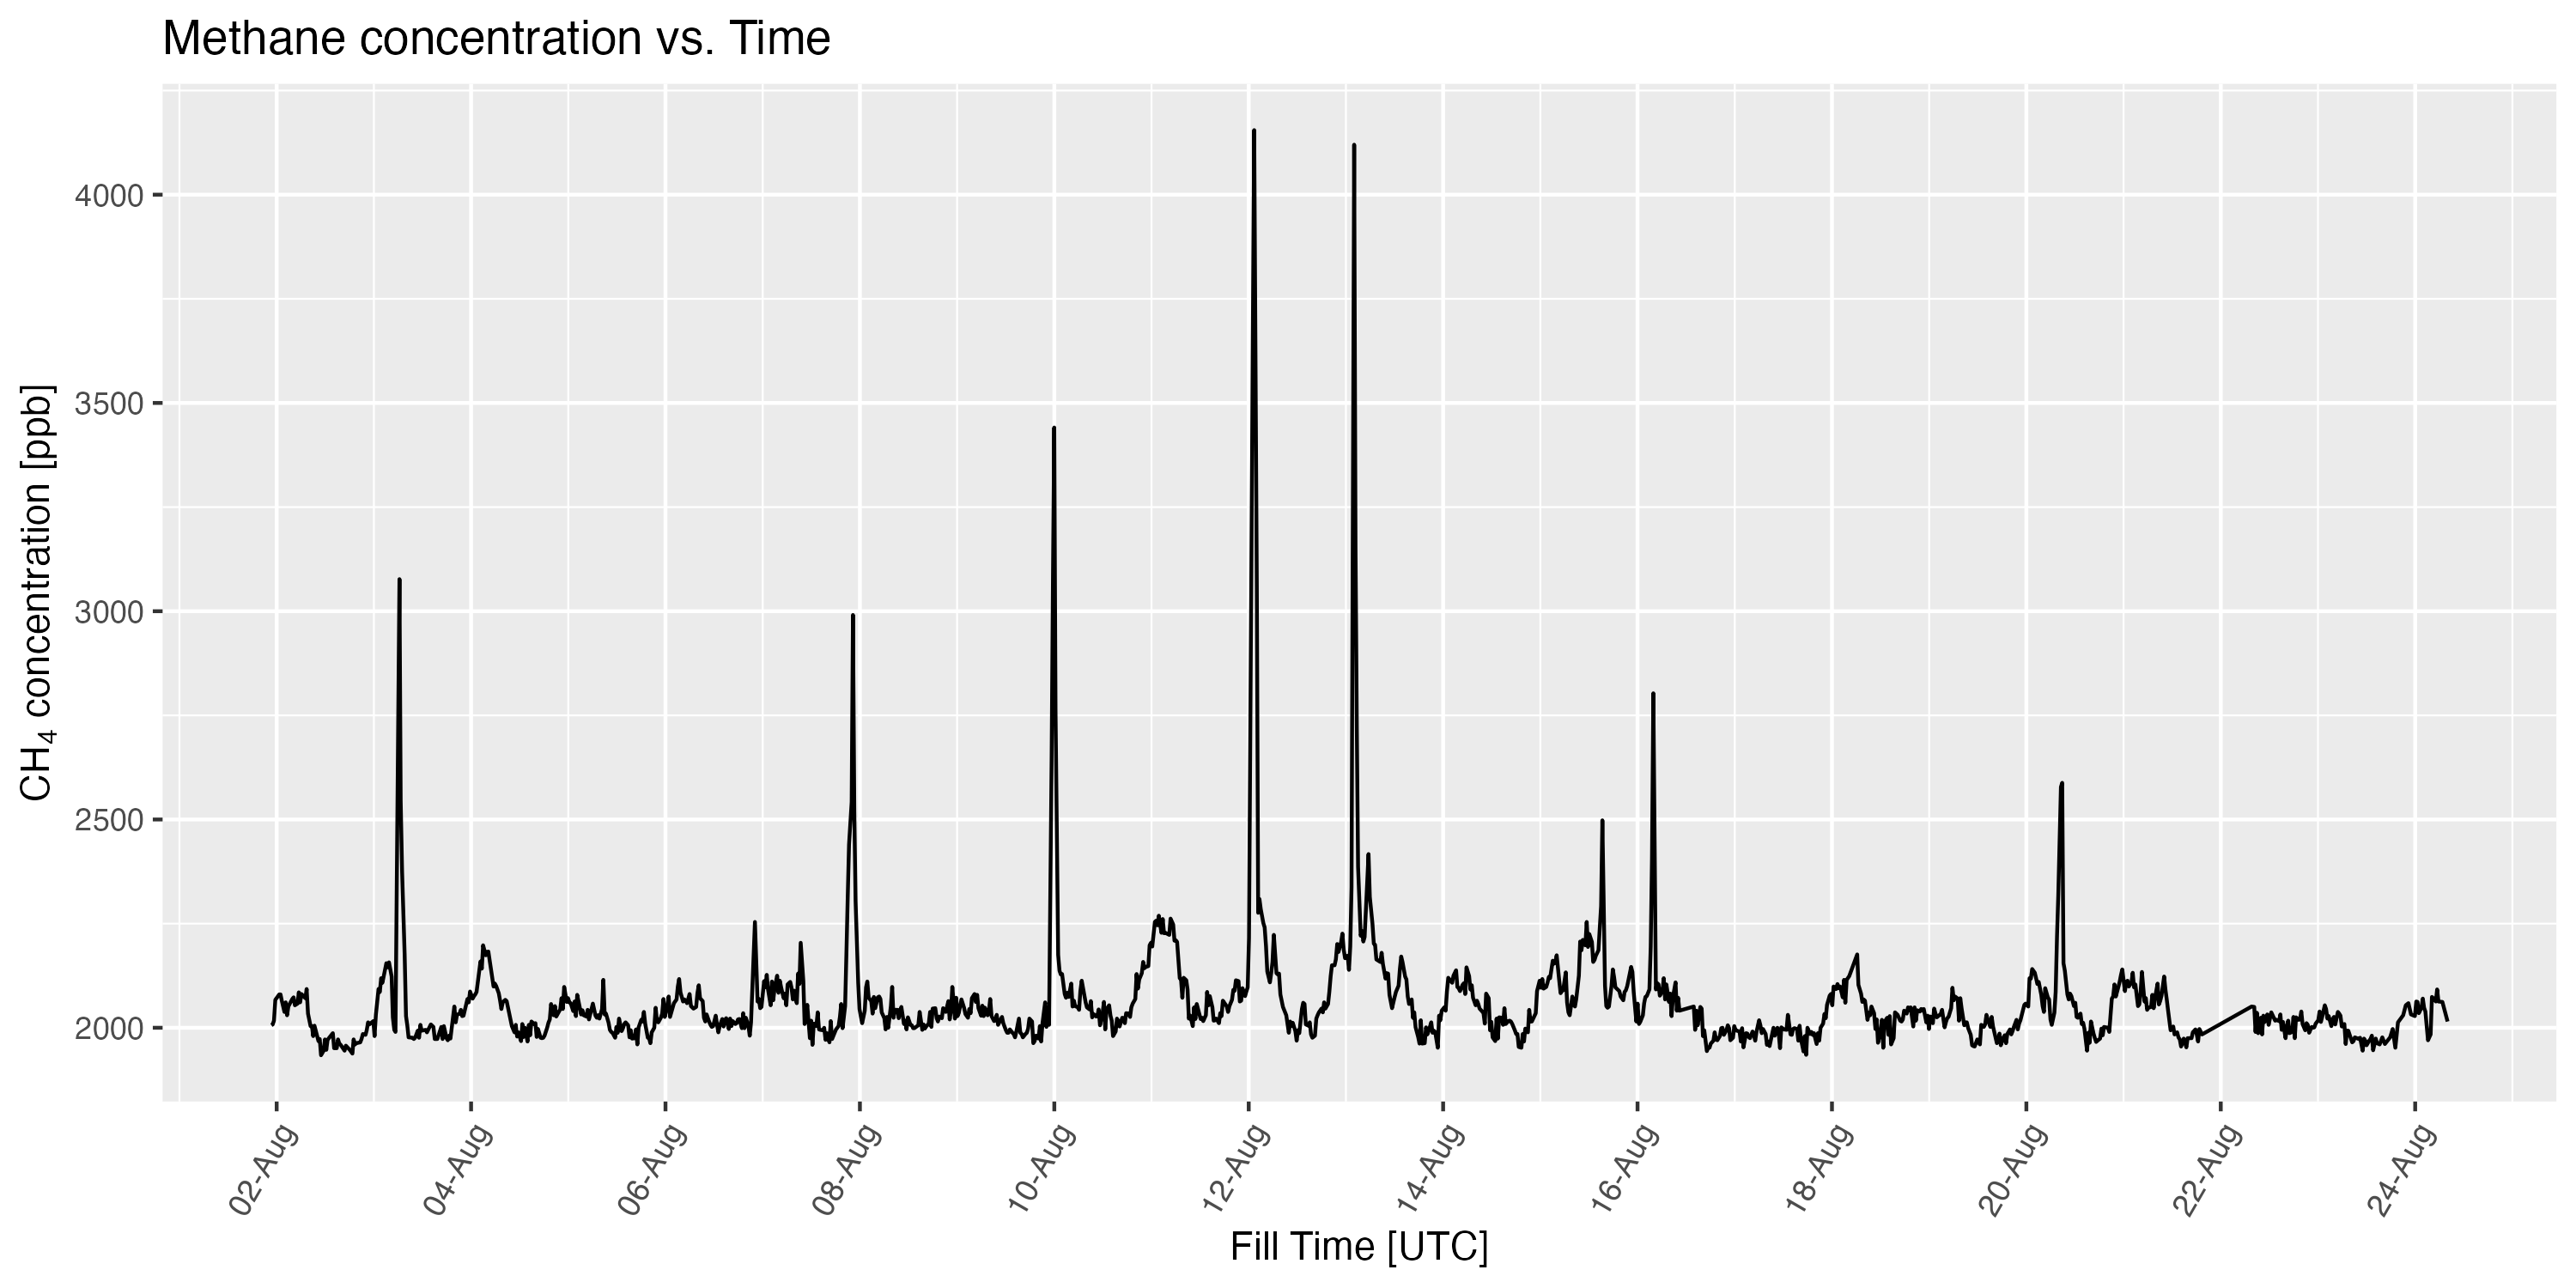 Methane concentration vs. Time
CH₄ concentration [ppb]
4000
3500
3000
2500
2000
02-Aug
04-Aug
06-Aug
08-Aug
10-Aug
12-Aug
14-Aug
16-Aug
18-Aug
20-Aug
22-Aug
24-Aug
Fill Time [UTC]